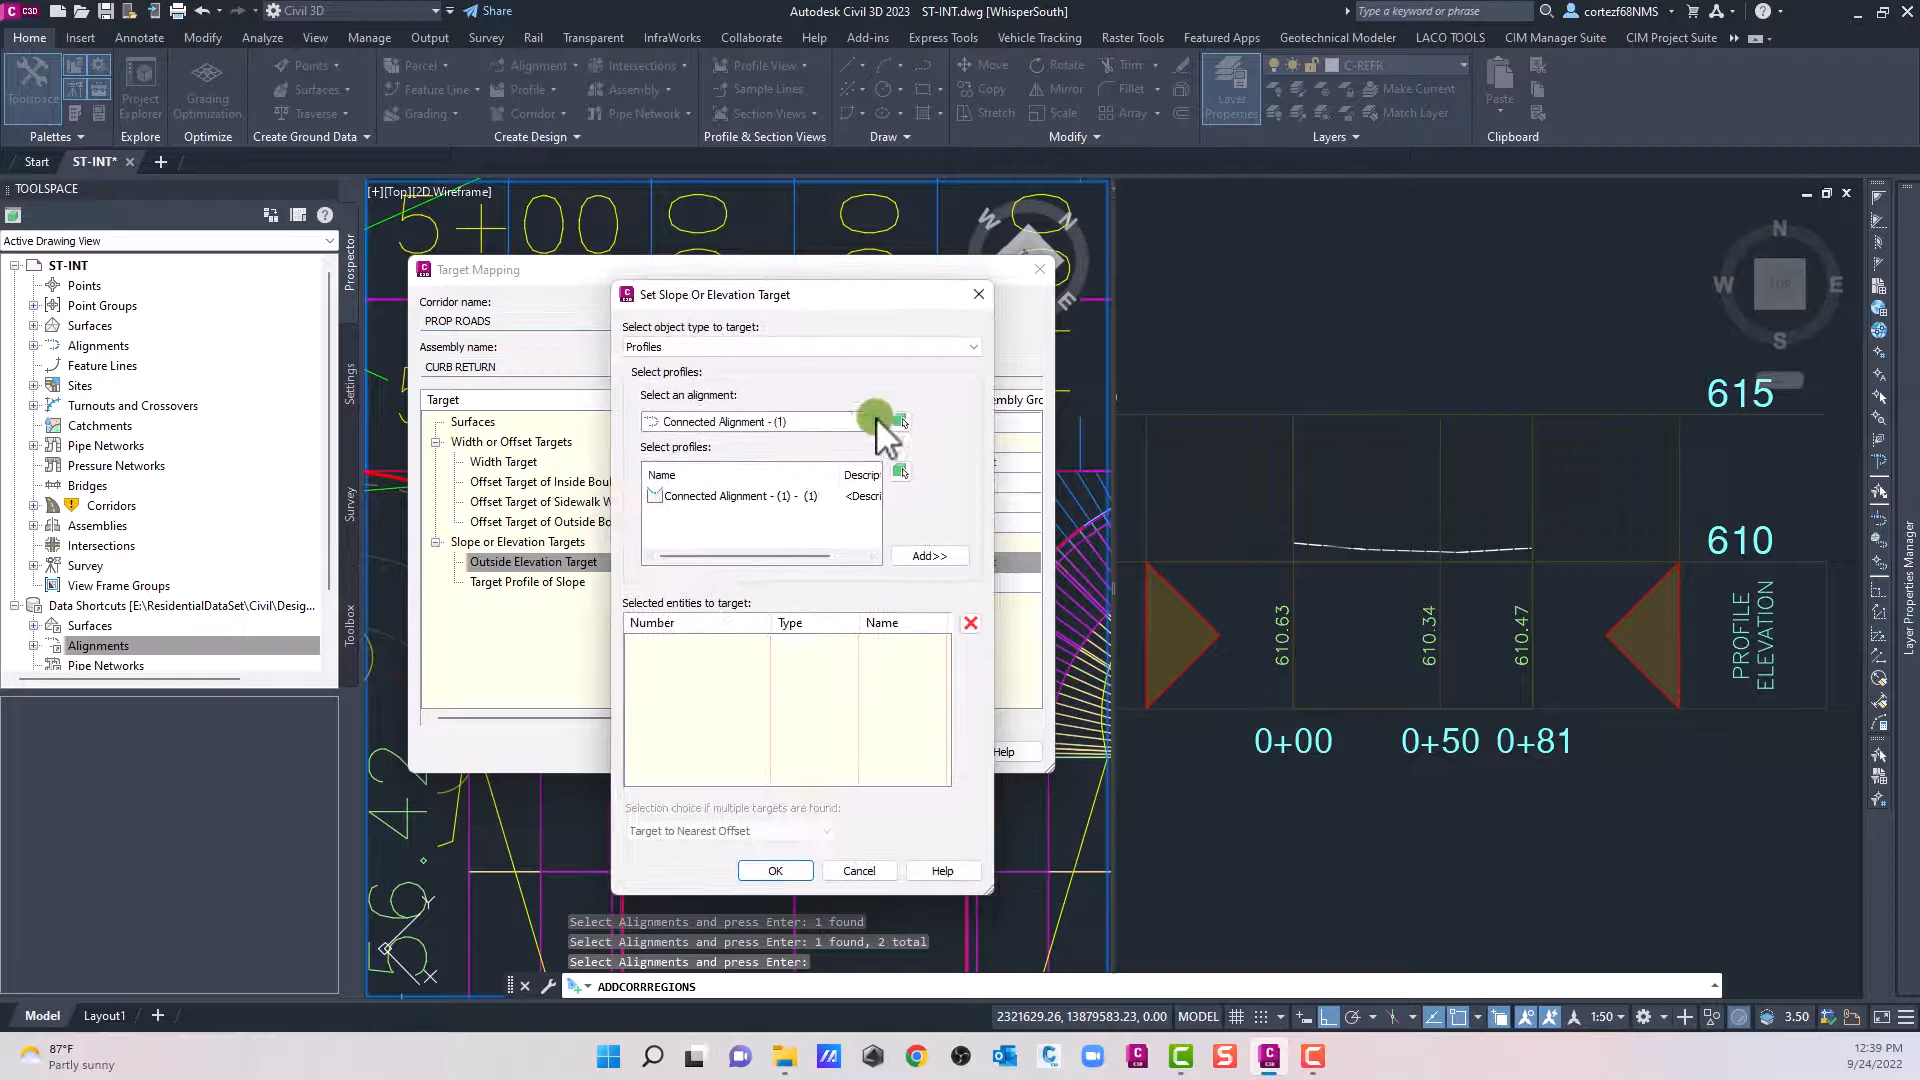 C3D
Civil 3D
Share
Autodesk Civil 3D 2023 ST-INT.dwg [WhisperSouth]
Type a keyword or phrase
cortezf68NMS
Home Insert Annotate Modify Analyze View Manage Output Survey Rail Transparent InfraWorks Collaborate Help Add-ins Express Tools Vehicle Tracking Raster Tools Featured Apps Geotechnical Modeler LACO TOOLS CIM Manager Suite CIM Project Suite
Toolspace
Project Explorer
Grading Optimization
Points
Surfaces
Traverse
Parcel
Feature Line
Grading
Alignment
Profile
Corridor
Intersections
Assembly
Pipe Network
Profile View
Sample Lines
Section Views
Move
Copy
Stretch
Rotate
Mirror
Scale
Trim
Fillet
Array
Layer Properties
C-REFR
Make Current
Match Layer
Paste
Palettes Explore Optimize Create Ground Data Create Design Profile & Section Views Draw Modify Layers Clipboard
Start ST-INT*
TOOLSPACE
Active Drawing View
ST-INT
Points
Point Groups
Surfaces
Alignments
Feature Lines
Sites
Turnouts and Crossovers
Catchments
Pipe Networks
Pressure Networks
Bridges
Corridors
Assemblies
Intersections
Survey
View Frame Groups
Data Shortcuts [E:\ResidentialDataSet\Civil\Desig...
Surfaces
Alignments
Pipe Networks
Prospector
Settings
Survey
Toolbox
[+][Top][2D Wireframe]
5+00
W N E
Target Mapping
Corridor name:
PROP ROADS
Assembly name:
CURB RETURN
Target
Surfaces
Width or Offset Targets
Width Target
Offset Target of Inside Boul
Offset Target of Sidewalk W
Offset Target of Outside Bo
Slope or Elevation Targets
Outside Elevation Target
Target Profile of Slope
embly Gro
Help
Set Slope Or Elevation Target
Select object type to target:
Profiles
Select profiles:
Select an alignment:
Connected Alignment - (1)
Select profiles:
Name Descrip
Connected Alignment - (1) - (1) <Descri
Add>>
Selected entities to target:
Number Type Name
Selection choice if multiple targets are found:
Target to Nearest Offset
OK Cancel Help
N
W TOP E
S
615
610
610.63
610.34
610.47
PROFILE
ELEVATION
0+00 0+50 0+81
Layer Properties Manager
Y
X
Select Alignments and press Enter: 1 found
Select Alignments and press Enter: 1 found, 2 total
Select Alignments and press Enter:
ADDCORRREGIONS
Model Layout1
2321629.26, 13879583.23, 0.00 MODEL
1:50
3.50
87°F
Partly sunny
12:39 PM
9/24/2022